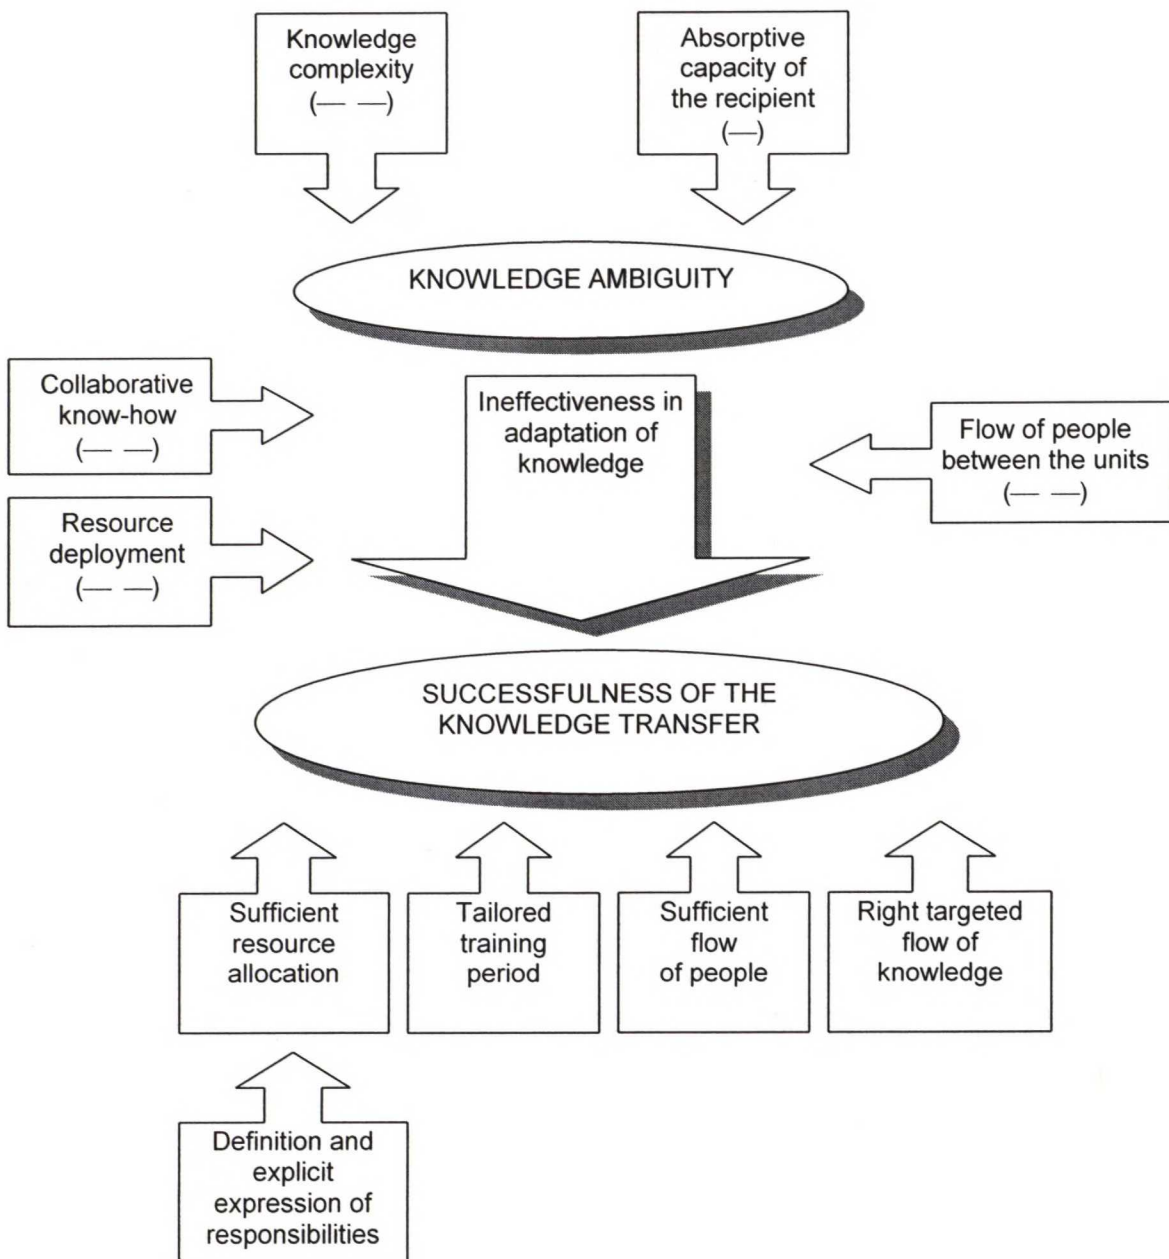 Knowledge
complexity
(— —)
Absorptive
capacity of
the recipient
(—)
KNOWLEDGE AMBIGUITY
Collaborative
know-how
(— —)
Ineffectiveness in
adaptation of
knowledge
Flow of people
between the units
(— —)
Resource
deployment
(— —)
SUCCESSFULNESS OF THE
KNOWLEDGE TRANSFER
Sufficient
resource
allocation
Tailored
training
period
Sufficient
flow
of people
Right targeted
flow of
knowledge
Definition and
explicit
expression of
responsibilities